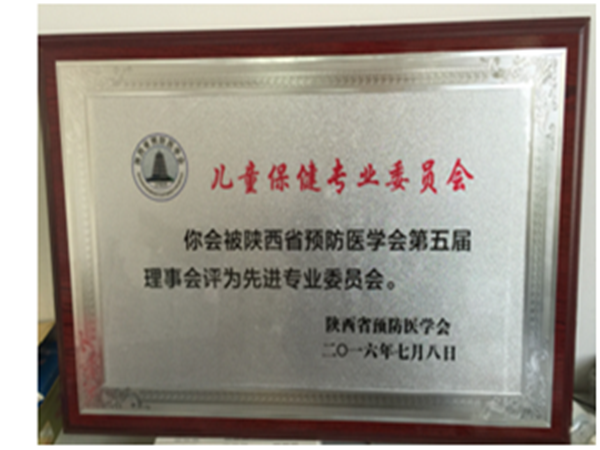 儿童保健专业委员会
你会被陕西省预防医学会第五届
理事会评为先进专业委员会。
陕西省预防医学会
二〇一六年七月八日